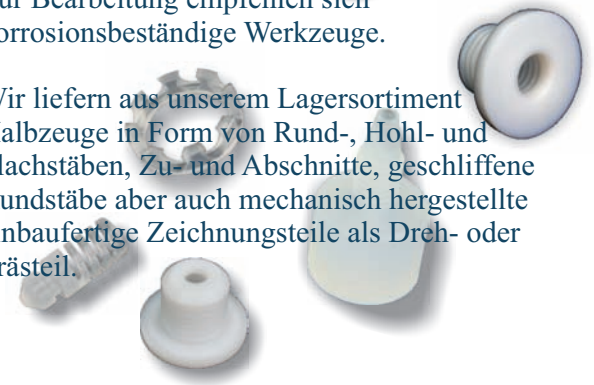 ur Bearbeitung empfehlen sich
orrosionsbeständige Werkzeuge.
Wir liefern aus unserem Lagersortiment
Halbzeuge in Form von Rund-, Hohl- und
lachstäben, Zu- und Abschnitte, geschliffene
undstäbe aber auch mechanisch hergestellte
inbaufertige Zeichnungsteile als Dreh- oder
rästeil.